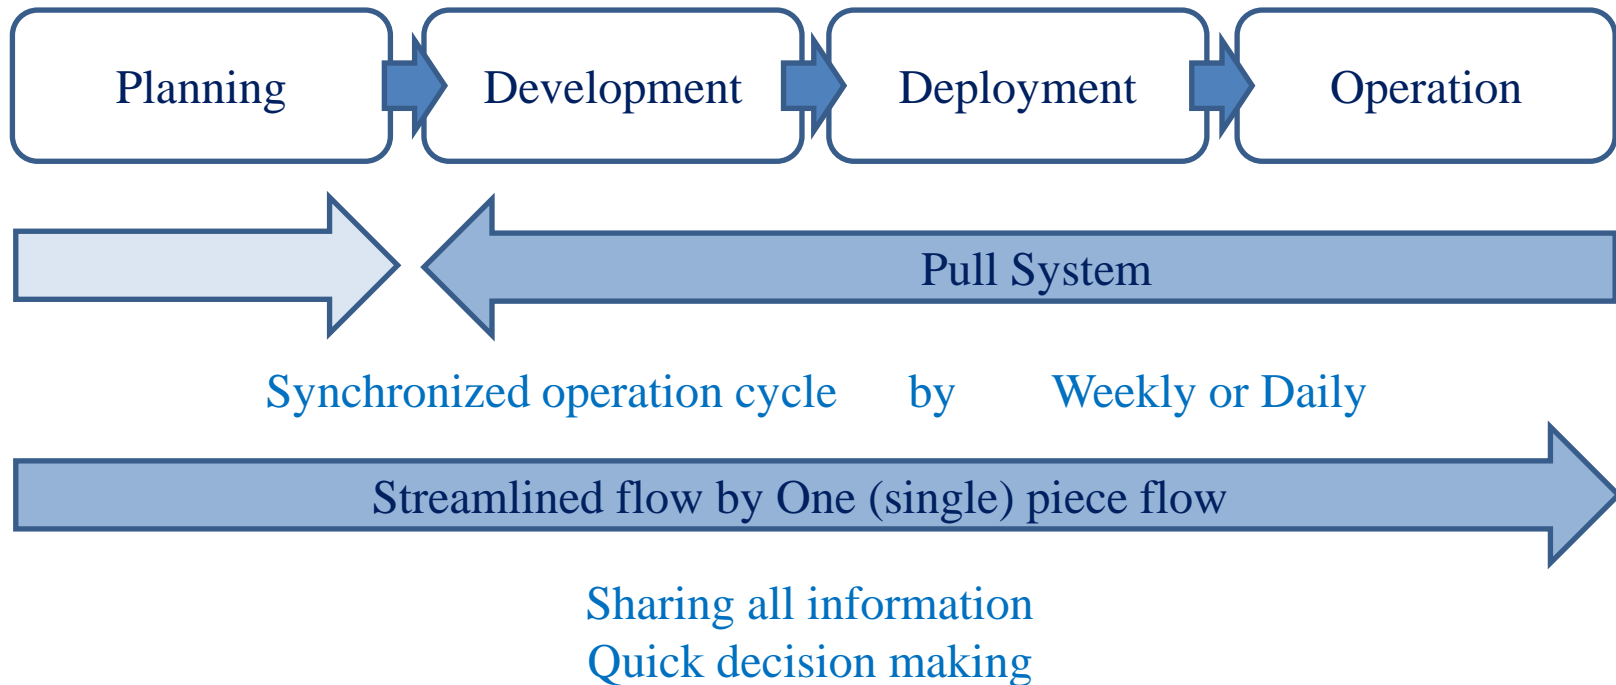 Planning Development Deployment Operation
Pull System
Synchronized operation cycle by Weekly or Daily
Streamlined flow by One (single) piece flow
Sharing all information
Quick decision making